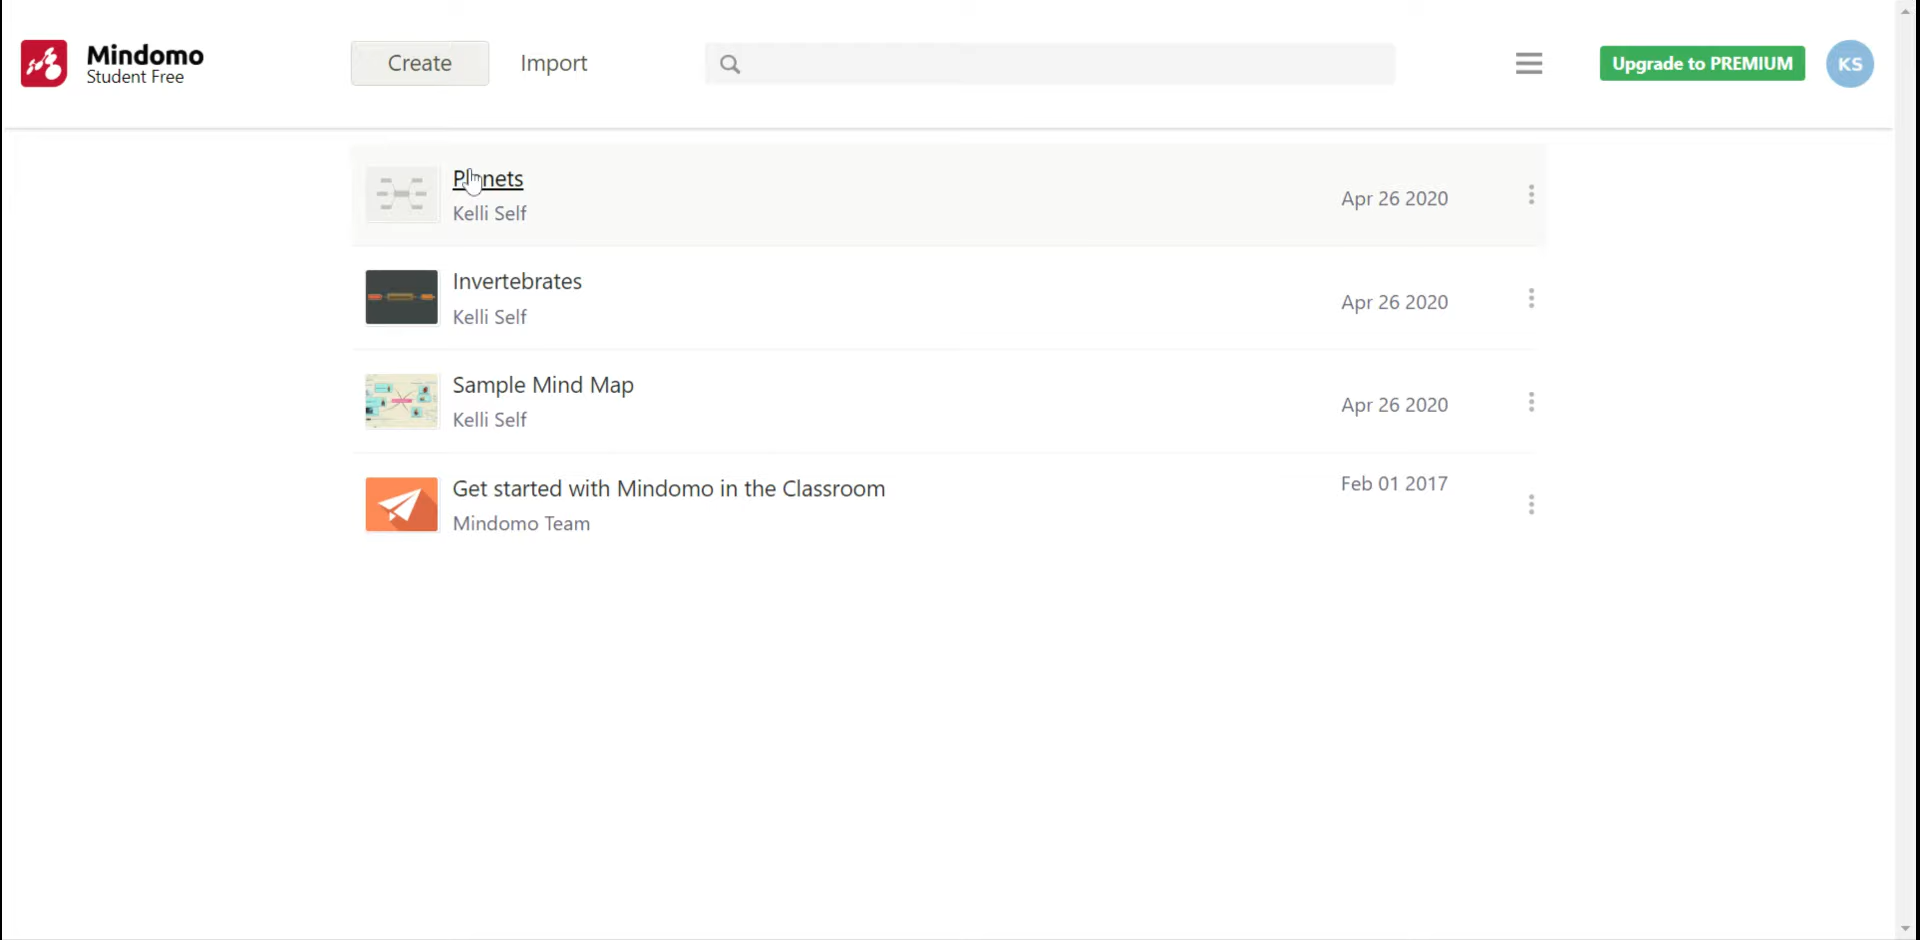 Mindomo
Student Free
Create
Import
Upgrade to PREMIUM
KS
Planets
Kelli Self
Apr 26 2020
Invertebrates
Kelli Self
Apr 26 2020
Sample Mind Map
Kelli Self
Apr 26 2020
Get started with Mindomo in the Classroom
Mindomo Team
Feb 01 2017